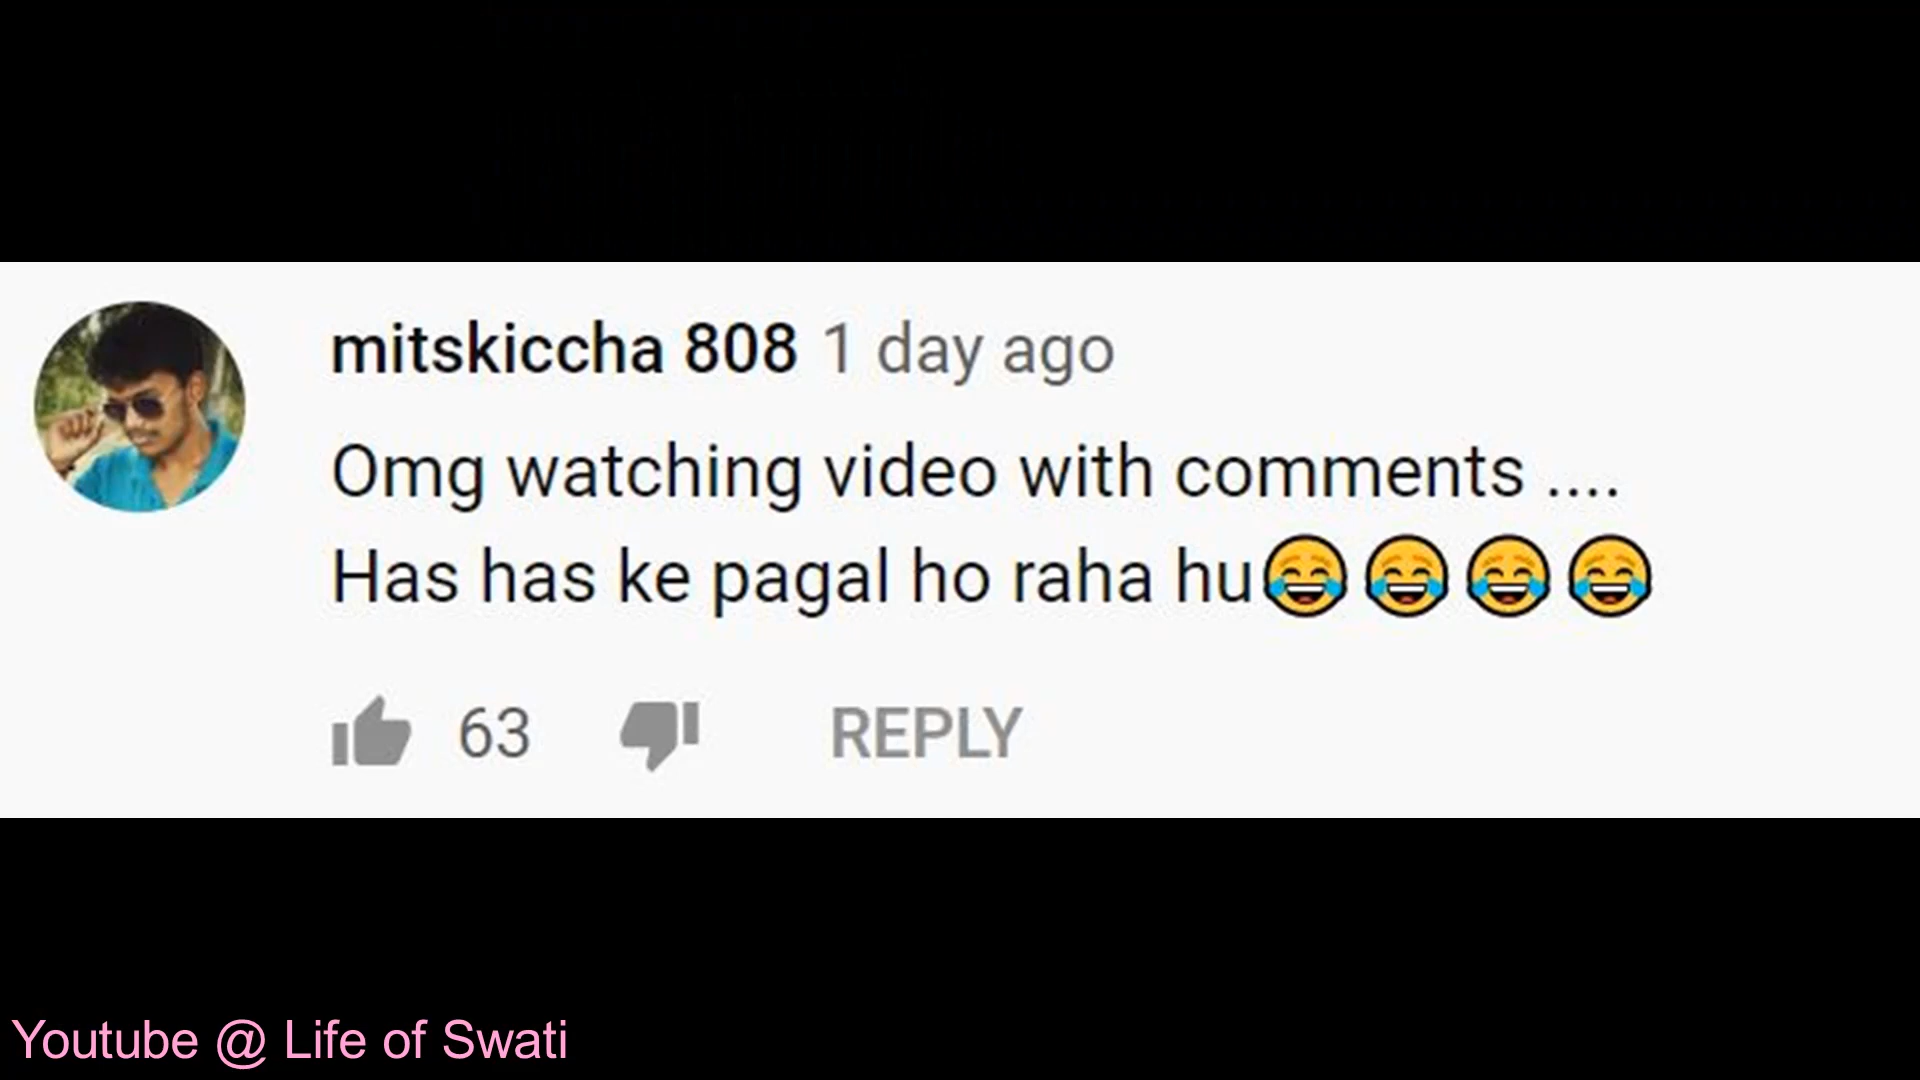 mitskiccha 808 1 day ago
Omg watching video with comments ....
Has has ke pagal ho raha hu😂😂😂😂
63 REPLY
Youtube @ Life of Swati